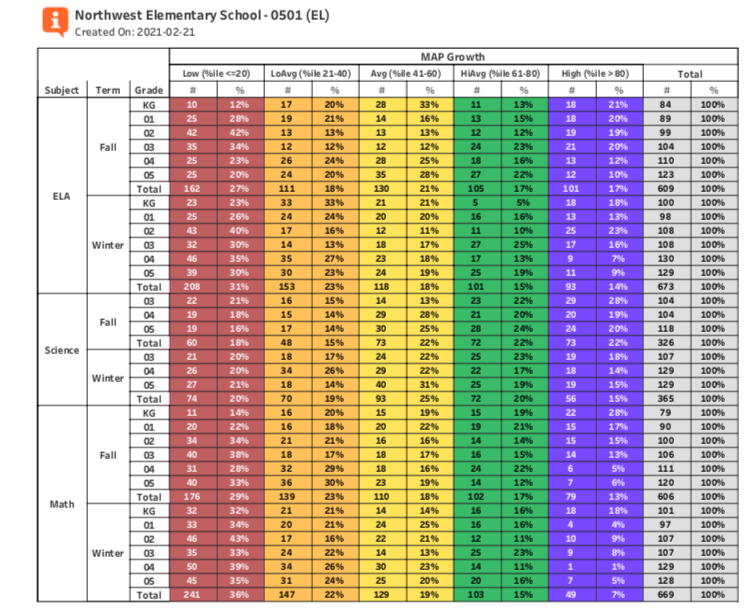 Northwest Elementary School - 0501 (EL)
Created On: 2021-02-21
MAP Growth
Low (%ile <=20) LoAvg (%ile 21-40) Avg (%ile 41-60) HiAvg (%ile 61-80) High (%ile > 80) Total
Subject Term Grade # % # % # % # % # % # %
ELA Fall KG 10 12% 17 20% 28 33% 11 13% 18 21% 84 100%
01 25 28% 19 21% 14 16% 13 15% 18 20% 89 100%
02 42 42% 13 13% 13 13% 12 12% 19 19% 99 100%
03 35 34% 12 12% 12 12% 24 23% 21 20% 104 100%
04 25 23% 26 24% 28 25% 18 16% 13 12% 110 100%
05 25 20% 24 20% 35 28% 27 22% 12 10% 123 100%
Total 162 27% 111 18% 130 21% 105 17% 101 17% 609 100%
Winter KG 23 23% 33 33% 21 21% 5 5% 18 18% 100 100%
01 25 26% 24 24% 20 20% 16 16% 13 13% 98 100%
02 43 40% 17 16% 12 11% 11 10% 25 23% 108 100%
03 32 30% 14 13% 18 17% 27 25% 17 16% 108 100%
04 46 35% 35 27% 23 18% 17 13% 9 7% 130 100%
05 39 30% 30 23% 24 19% 25 19% 11 9% 129 100%
Total 208 31% 153 23% 118 18% 101 15% 93 14% 673 100%
Science Fall 03 22 21% 16 15% 14 13% 23 22% 29 28% 104 100%
04 19 18% 15 14% 29 28% 21 20% 20 19% 104 100%
05 19 16% 17 14% 30 25% 28 24% 24 20% 118 100%
Total 60 18% 48 15% 73 22% 72 22% 73 22% 326 100%
Winter 03 21 20% 18 17% 24 22% 25 23% 19 18% 107 100%
04 26 20% 34 26% 29 22% 22 17% 18 14% 129 100%
05 27 21% 18 14% 40 31% 25 19% 19 15% 129 100%
Total 74 20% 70 19% 93 25% 72 20% 56 15% 365 100%
Math Fall KG 11 14% 16 20% 15 19% 15 19% 22 28% 79 100%
01 20 22% 16 18% 20 22% 19 21% 15 17% 90 100%
02 34 34% 21 21% 16 16% 14 14% 15 15% 100 100%
03 40 38% 18 17% 18 17% 16 15% 14 13% 106 100%
04 31 28% 32 29% 18 16% 24 22% 6 5% 111 100%
05 40 33% 36 30% 23 19% 14 12% 7 6% 120 100%
Total 176 29% 139 23% 110 18% 102 17% 79 13% 606 100%
Winter KG 32 32% 21 21% 14 14% 16 16% 18 18% 101 100%
01 33 34% 20 21% 24 25% 16 16% 4 4% 97 100%
02 46 43% 17 16% 22 21% 12 11% 10 9% 107 100%
03 35 33% 24 22% 14 13% 25 23% 9 8% 107 100%
04 50 39% 34 26% 30 23% 14 11% 1 1% 129 100%
05 45 35% 31 24% 25 20% 20 16% 7 5% 128 100%
Total 241 36% 147 22% 129 19% 103 15% 49 7% 669 100%